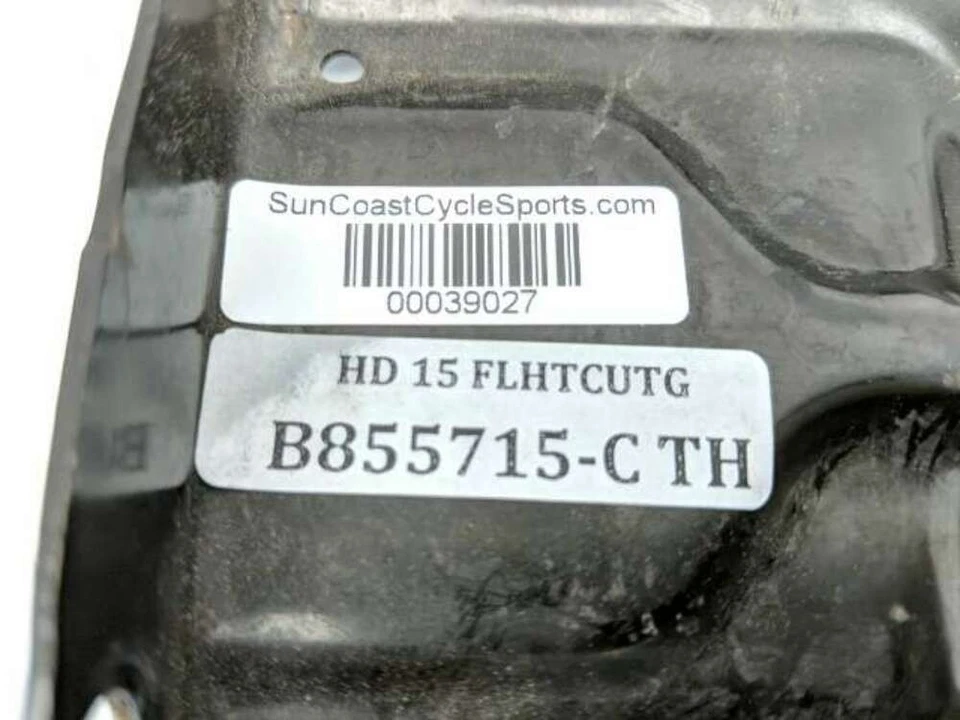 SunCoastCycleSports.com
00039027
HD 15 FLHTCUTG
B855715-C TH